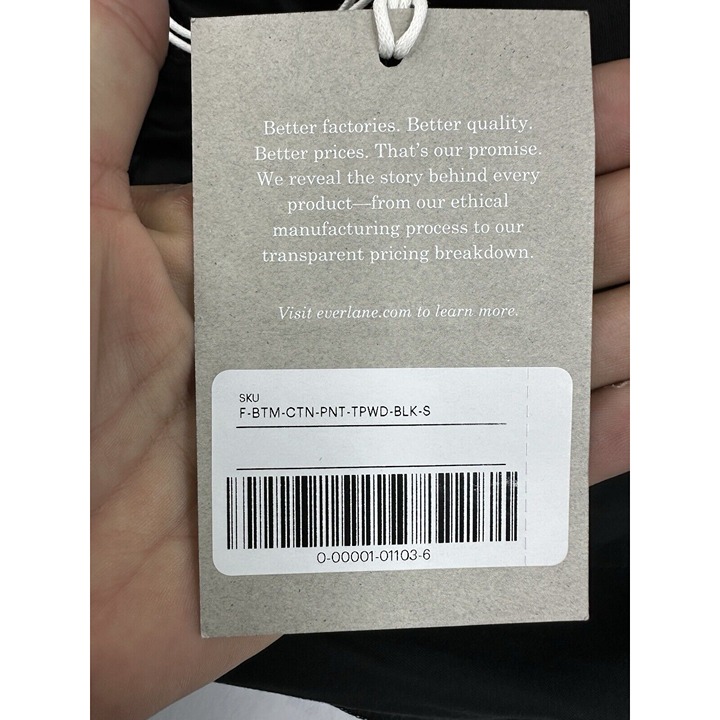 Better factories. Better quality.
Better prices. That's our promise.
We reveal the story behind every
product—from our ethical
manufacturing process to our
transparent pricing breakdown.
Visit everlane.com to learn more.
SKU
F-BTM-CTN-PNT-TPWD-BLK-S
0-00001-01103-6